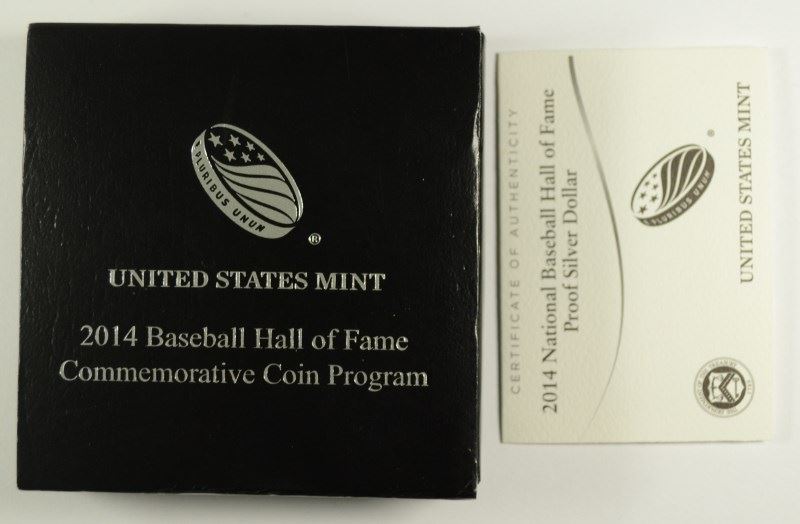 PLURIBUS UNUM
®
UNITED STATES MINT
2014 Baseball Hall of Fame
Commemorative Coin Program
CERTIFICATE OF AUTHENTICITY
2014 National Baseball Hall of Fame
Proof Silver Dollar
PLURIBUS UNUM
®
UNITED STATES MINT